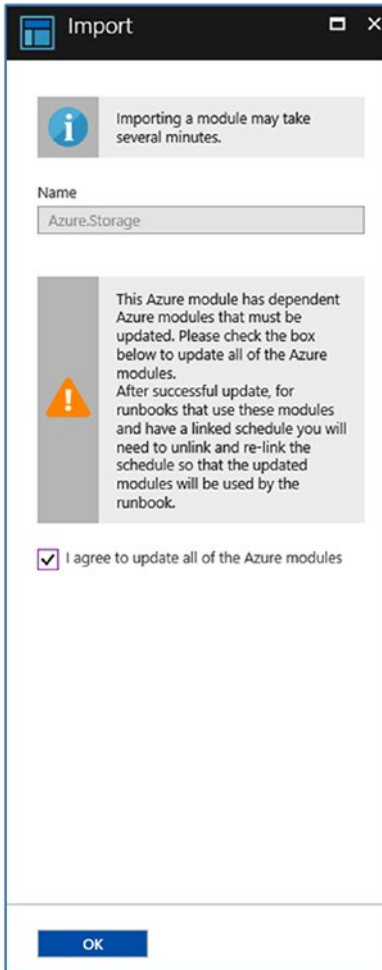 Import
Importing a module may take
several minutes.
Name
Azure.Storage
This Azure module has dependent
Azure modules that must be
updated. Please check the box
below to update all of the Azure
modules.
After successful update, for
runbooks that use these modules
and have a linked schedule you will
need to unlink and re-link the
schedule so that the updated
modules will be used by the
runbook.
I agree to update all of the Azure modules
OK